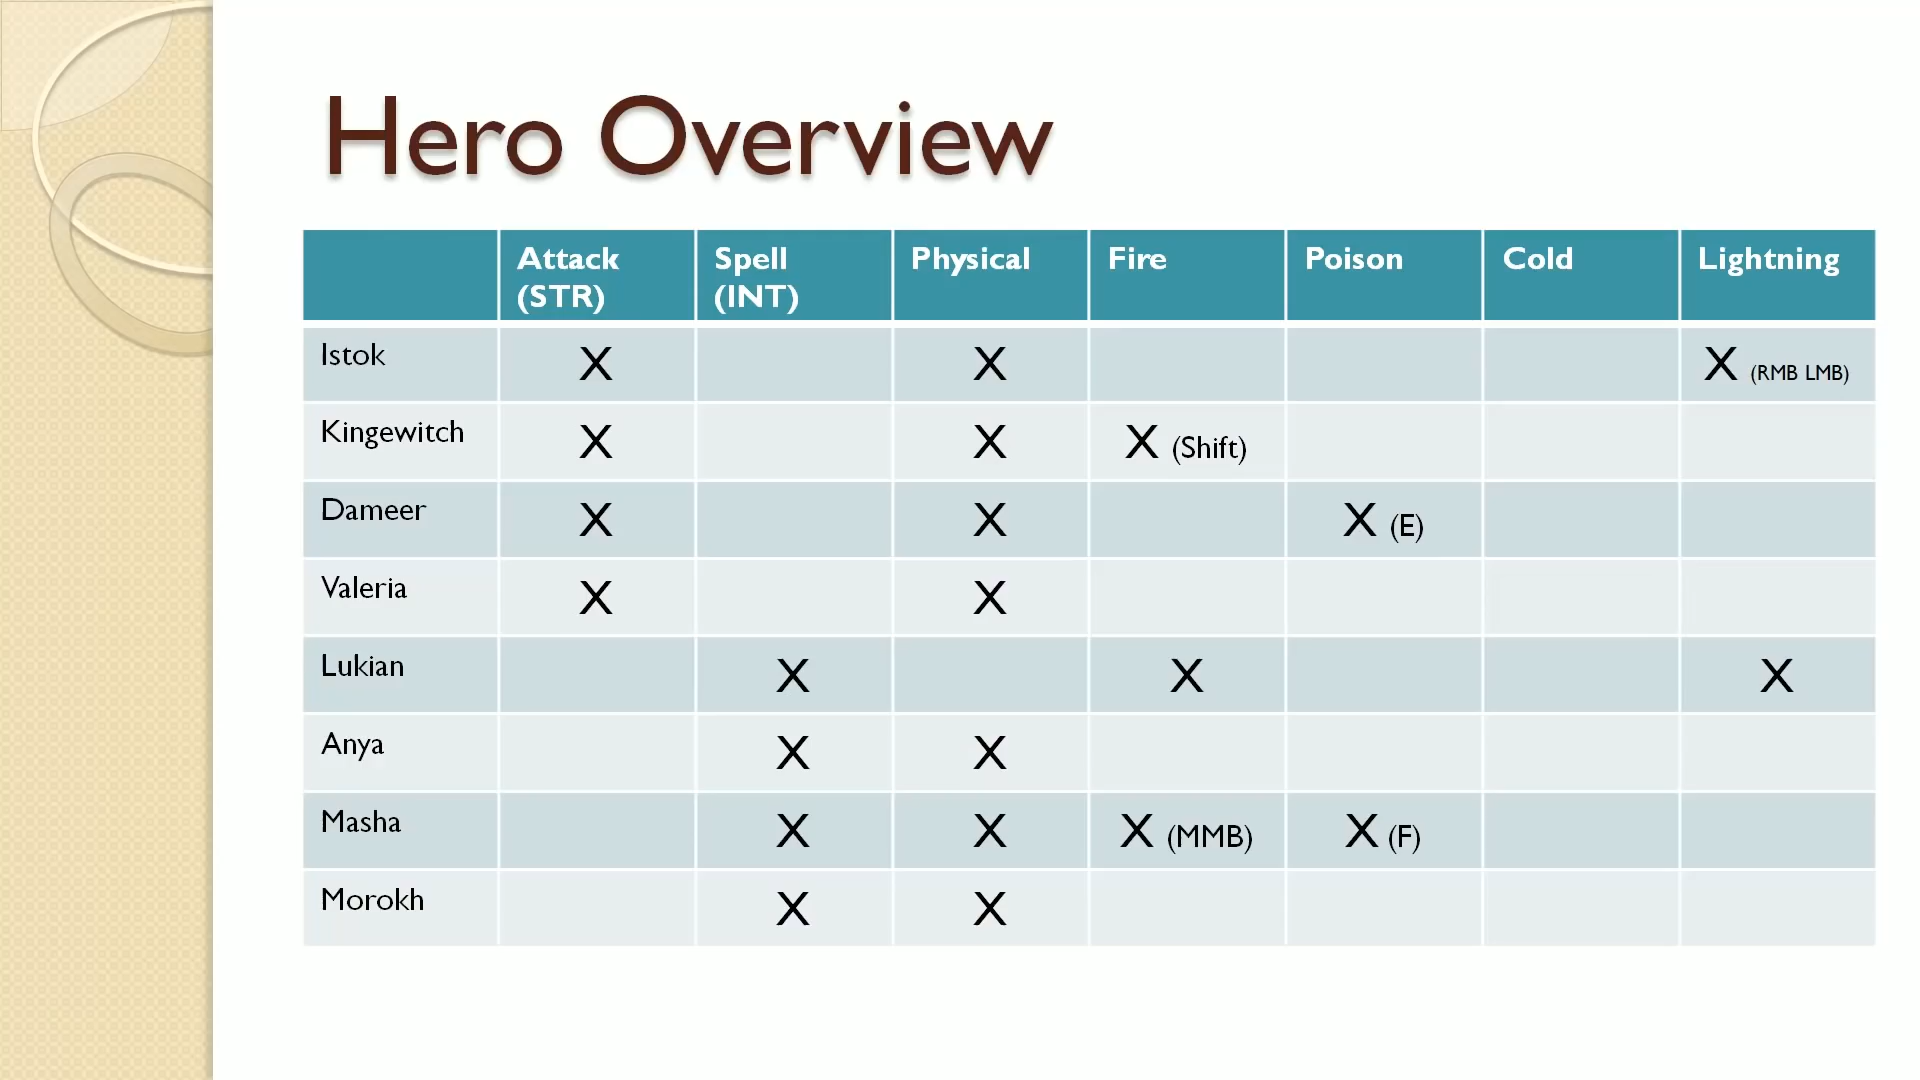 Hero Overview
Attack (STR) Spell (INT) Physical Fire Poison Cold Lightning
Istok X X X (RMB LMB)
Kingewitch X X X (Shift)
Dameer X X X (E)
Valeria X X
Lukian X X X
Anya X X
Masha X X X (MMB) X (F)
Morokh X X